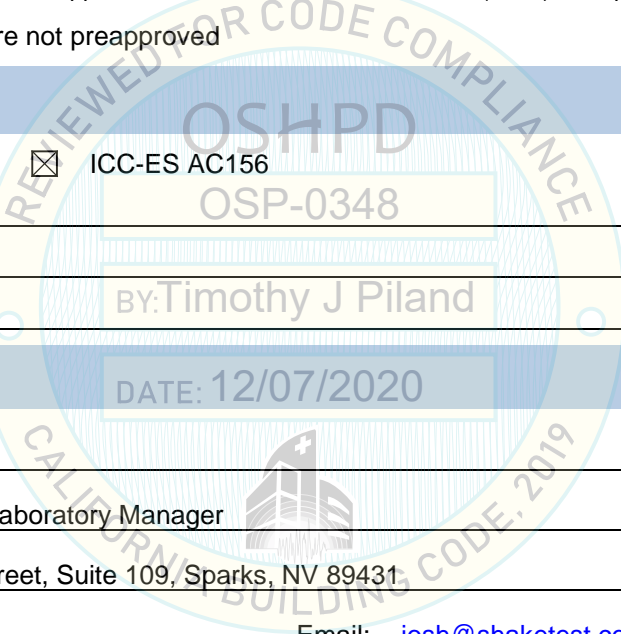 re not preapproved
REVIEWED FOR CODE COMPLIANCE
OSHPD
☒ ICC-ES AC156
OSP-0348
BY: Timothy J Piland
DATE: 12/07/2020
aboratory Manager
reet, Suite 109, Sparks, NV 89431
CALIFORNIA BUILDING CODE, 2019
Email: